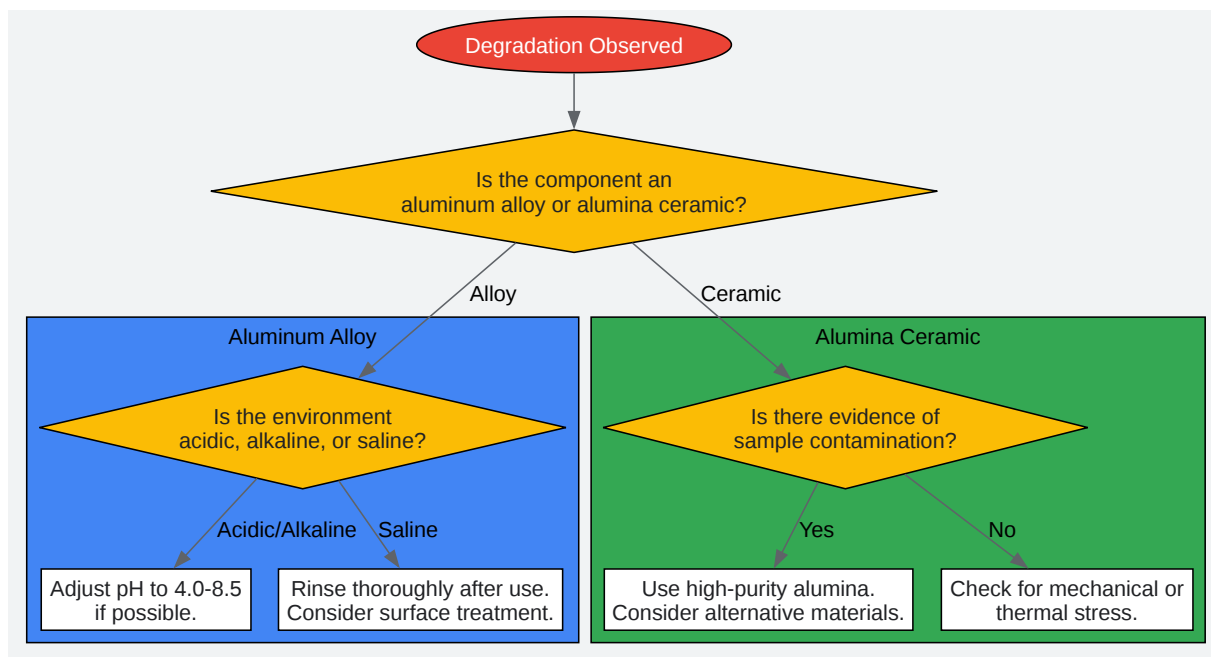 Degradation Observed
Is the component an
aluminum alloy or alumina ceramic?
Alloy
Ceramic
Aluminum Alloy
Alumina Ceramic
Is the environment
acidic, alkaline, or saline?
Is there evidence of
sample contamination?
Acidic/Alkaline
Saline
Yes
No
Adjust pH to 4.0-8.5
if possible.
Rinse thoroughly after use.
Consider surface treatment.
Use high-purity alumina.
Consider alternative materials.
Check for mechanical or
thermal stress.